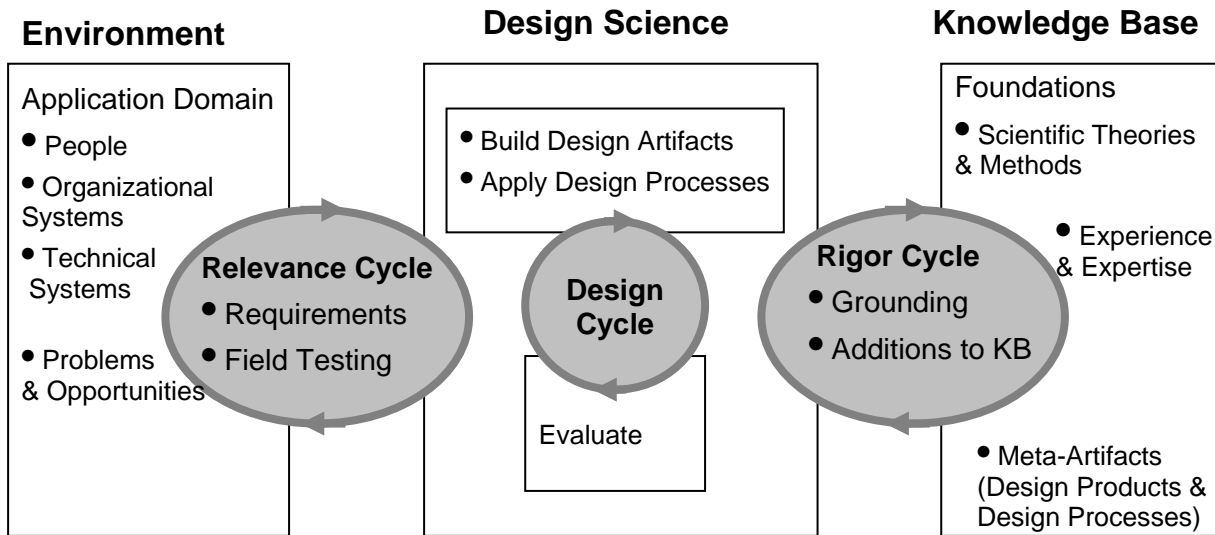 Environment
Design Science
Knowledge Base
Application Domain
• People
• Organizational
Systems
• Technical
Systems
• Problems
& Opportunities
Relevance Cycle
• Requirements
• Field Testing
• Build Design Artifacts
• Apply Design Processes
Design
Cycle
Evaluate
Rigor Cycle
• Grounding
• Additions to KB
Foundations
• Scientific Theories
& Methods
• Experience
& Expertise
• Meta-Artifacts
(Design Products &
Design Processes)